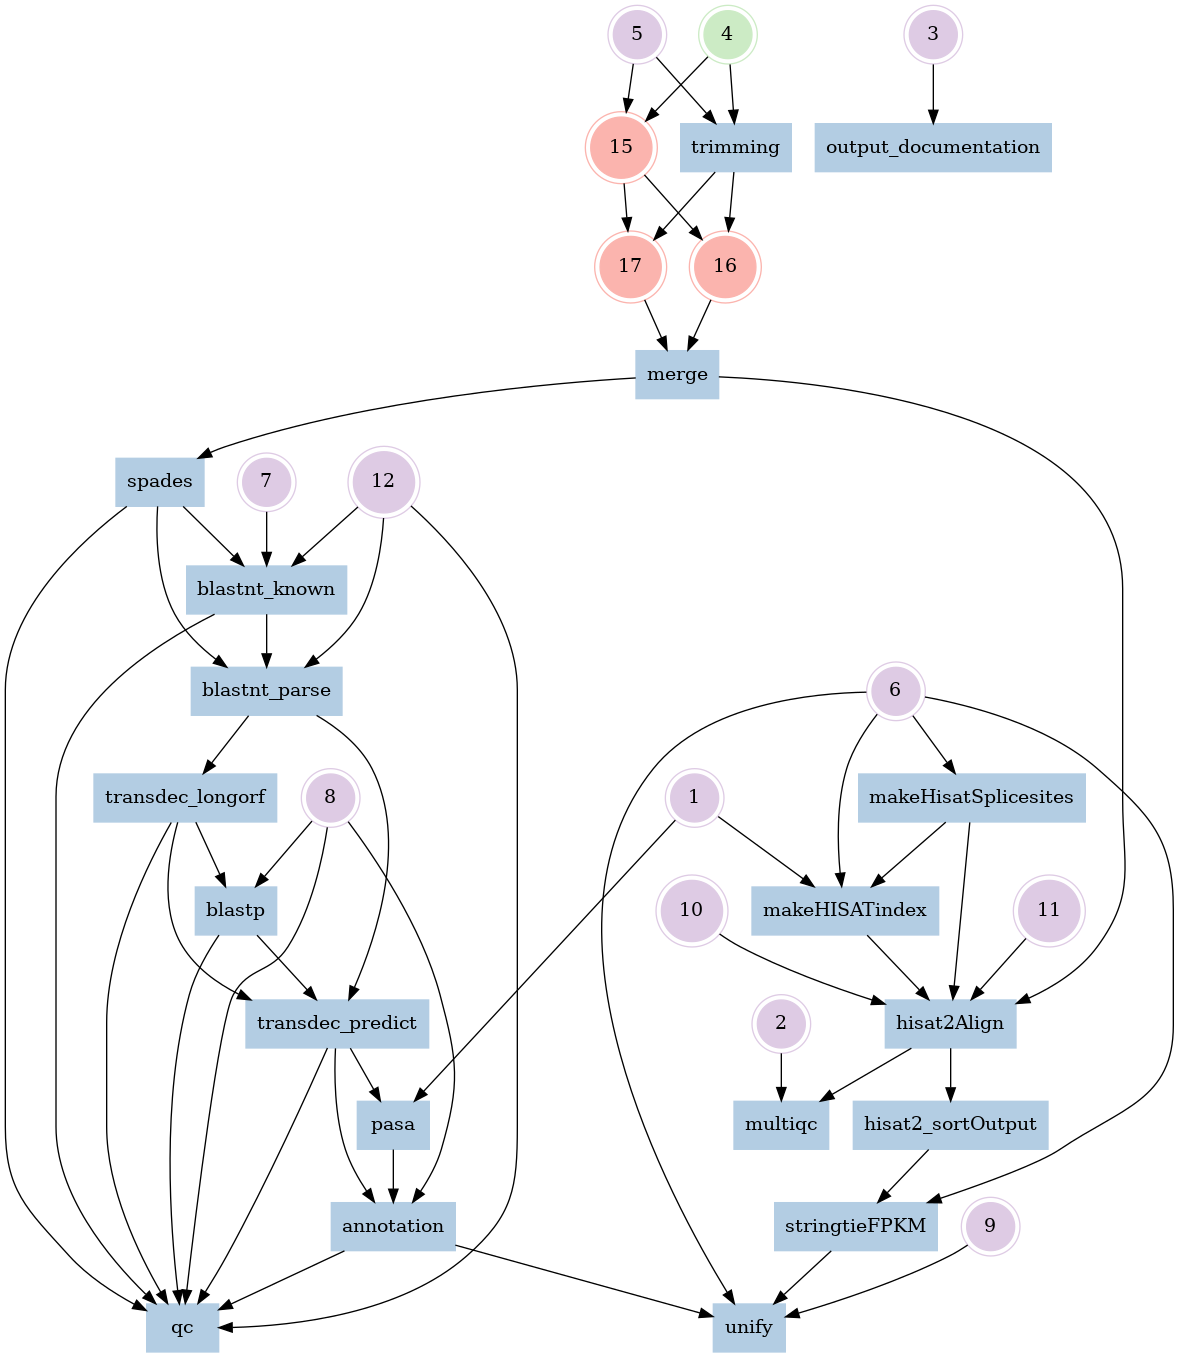 5
4
3
15
trimming
output_documentation
17
16
merge
spades
7
12
blastnt_known
blastnt_parse
6
transdec_longorf
8
1
makeHisatSplicesites
blastp
10
makeHISATindex
11
transdec_predict
2
hisat2Align
pasa
multiqc
hisat2_sortOutput
annotation
stringtieFPKM
9
qc
unify